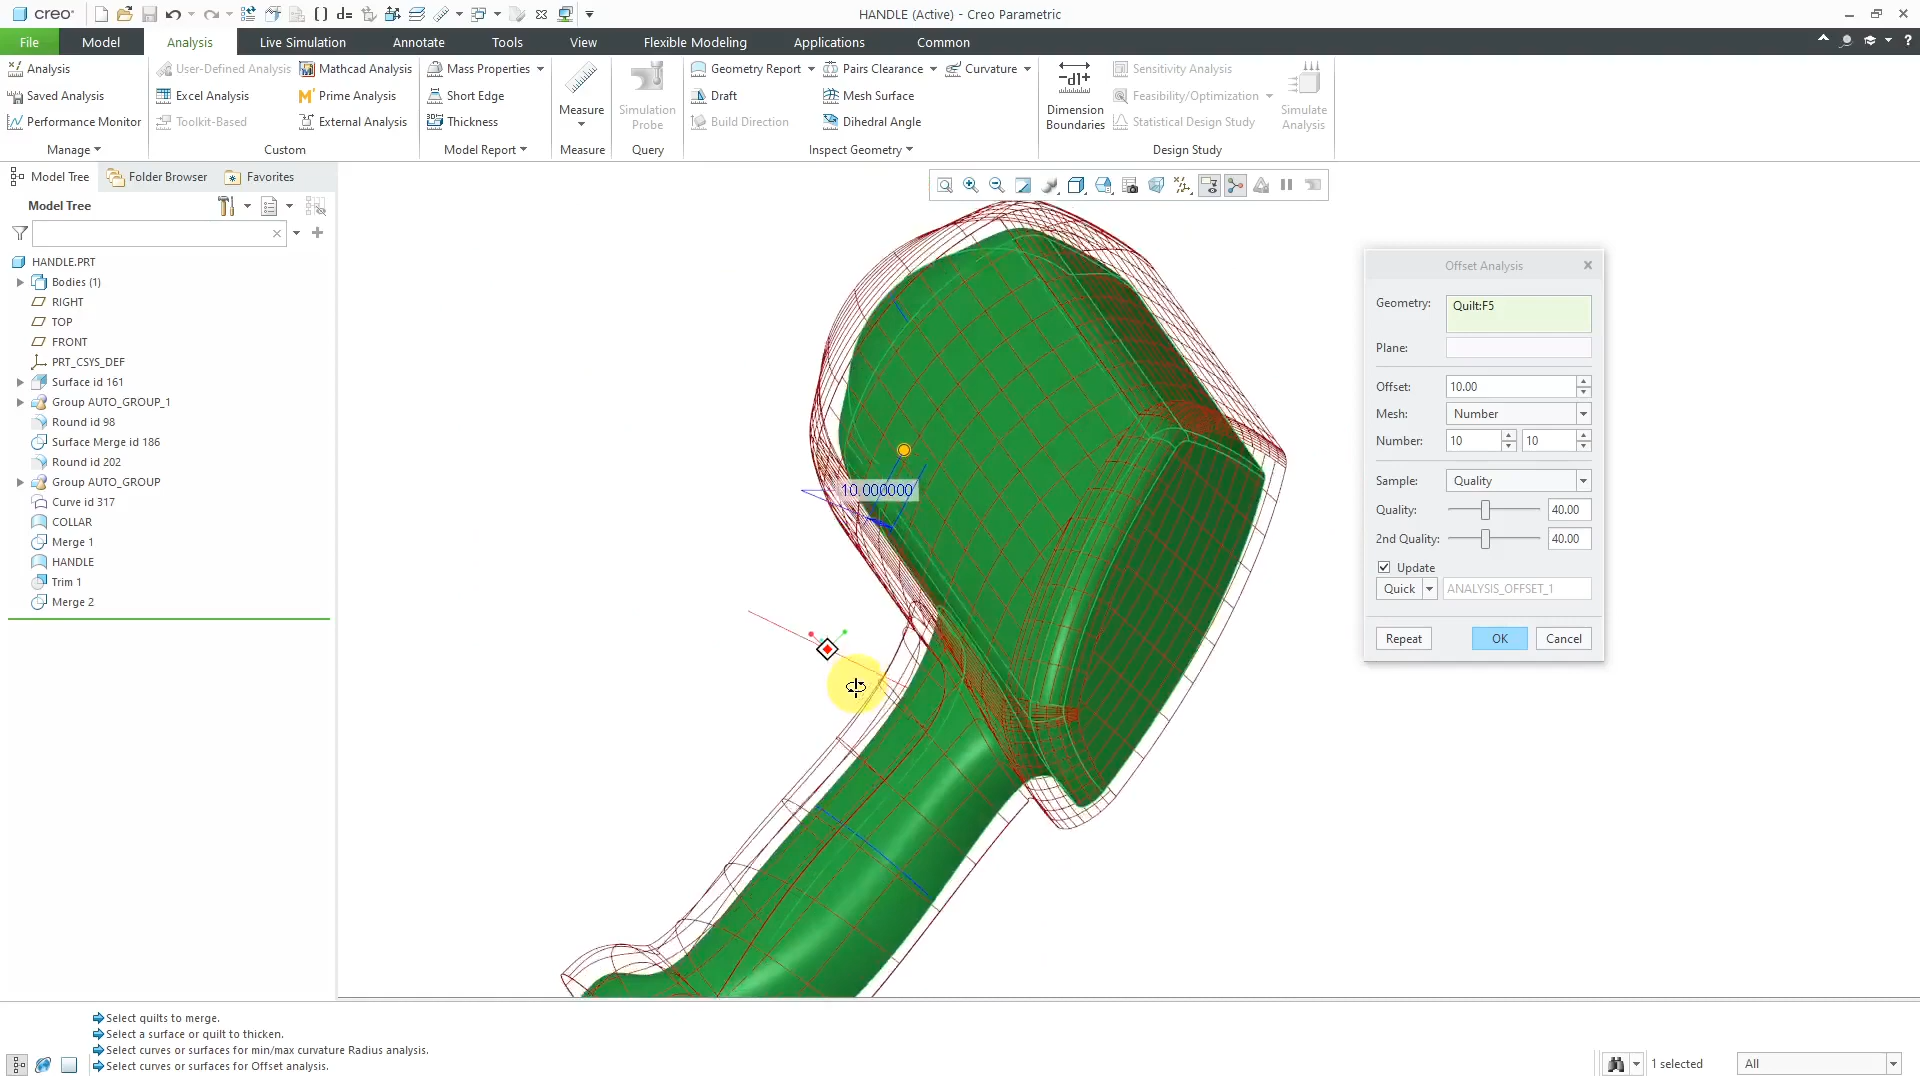 creo
HANDLE (Active) - Creo Parametric
File Model Analysis Live Simulation Annotate Tools View Flexible Modeling Applications Common
Analysis
Saved Analysis
Performance Monitor
Manage
User-Defined Analysis
Excel Analysis
Toolkit-Based
Mathcad Analysis
Prime Analysis
External Analysis
Custom
Mass Properties
Short Edge
Thickness
Model Report
Measure
Measure
Simulation
Probe
Query
Geometry Report
Draft
Build Direction
Pairs Clearance
Mesh Surface
Dihedral Angle
Curvature
Inspect Geometry
Dimension
Boundaries
Sensitivity Analysis
Feasibility/Optimization
Statistical Design Study
Simulate
Analysis
Design Study
Model Tree Folder Browser Favorites
Model Tree
HANDLE.PRT
Bodies (1)
RIGHT
TOP
FRONT
PRT_CSYS_DEF
Surface id 161
Group AUTO_GROUP_1
Round id 98
Surface Merge id 186
Round id 202
Group AUTO_GROUP
Curve id 317
COLLAR
Merge 1
HANDLE
Trim 1
Merge 2
10.000000
Offset Analysis
Geometry: Quilt:F5
Plane:
Offset: 10.00
Mesh: Number
Number: 10 10
Sample: Quality
Quality: 40.00
2nd Quality: 40.00
Update
Quick ANALYSIS_OFFSET_1
Repeat OK Cancel
Select quilts to merge.
Select a surface or quilt to thicken.
Select curves or surfaces for min/max curvature Radius analysis.
Select curves or surfaces for Offset analysis.
1 selected All